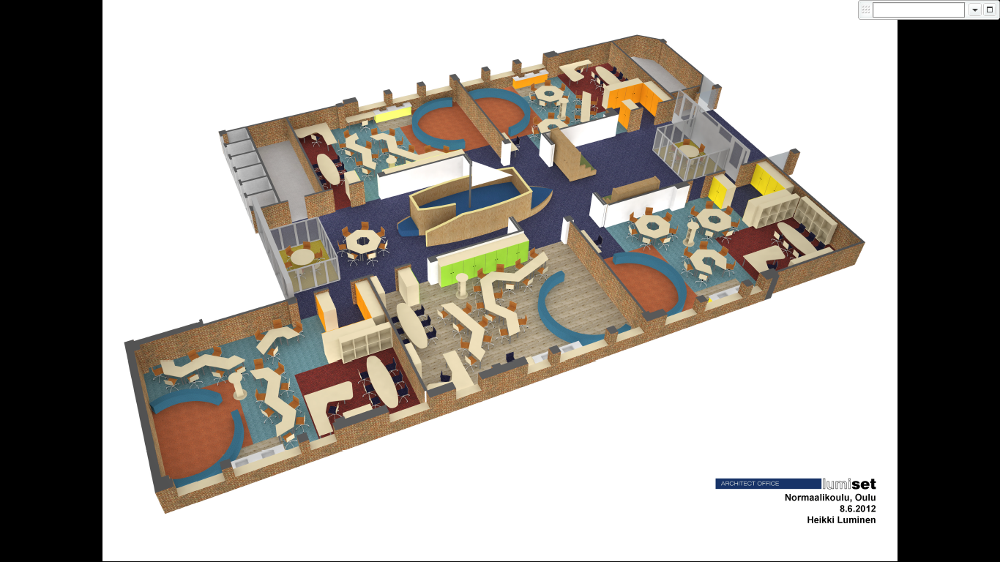 ARCHITECT OFFICE lumiset
Normaalikoulu, Oulu
8.6.2012
Heikki Luminen